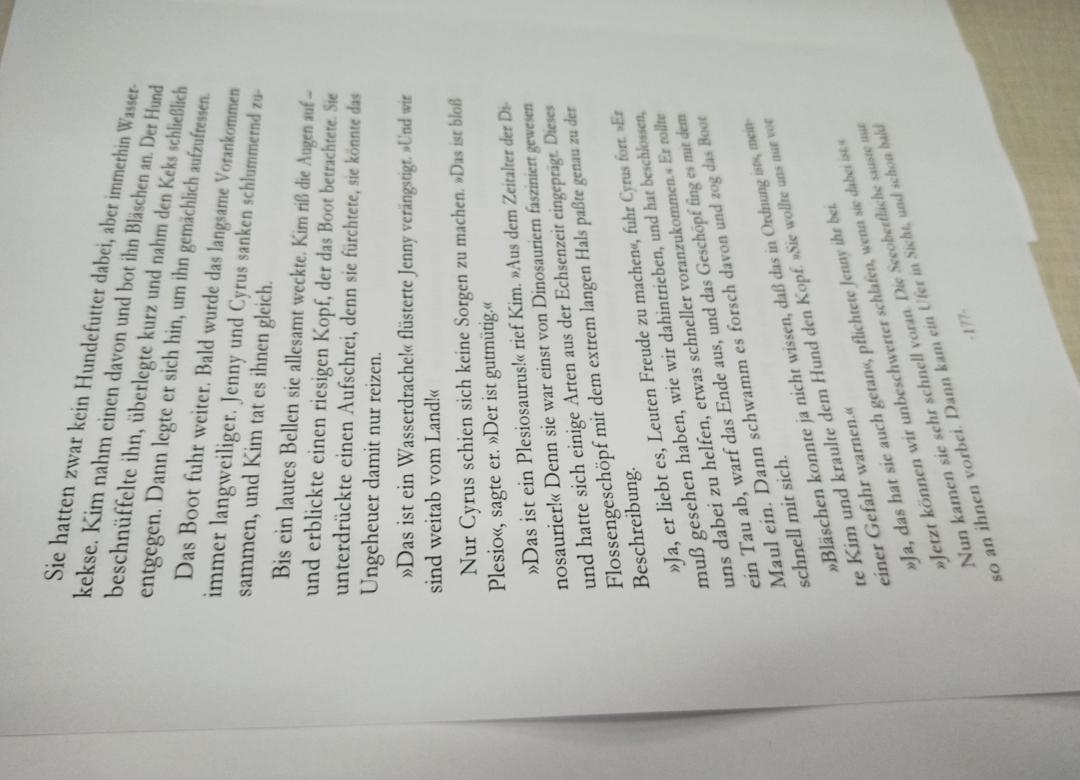 Sie hatten zwar kein Hundefutter dabei, aber immerhin Wasser-
kekse. Kim nahm einen davon und bot ihn Bläschen an. Der Hund
beschnüffelte ihn, überlegte kurz und nahm den Keks schließlich
entgegen. Dann legte er sich hin, um ihn gemächlich aufzufressen.
Das Boot fuhr weiter. Bald wurde das langsame Vorankommen
immer langweiliger. Jenny und Cyrus sanken schlummernd zu-
sammen, und Kim tat es ihnen gleich.
Bis ein lautes Bellen sie allesamt weckte. Kim riß die Augen auf –
und erblickte einen riesigen Kopf, der das Boot betrachtete. Sie
unterdrückte einen Aufschrei, denn sie fürchtete, sie könnte das
Ungeheuer damit nur reizen.
»Das ist ein Wasserdrache!« flüsterte Jenny verängstigt. »Und wir
sind weitab vom Land!«
Nur Cyrus schien sich keine Sorgen zu machen. »Das ist bloß
Plesio«, sagte er. »Der ist gutmütig.«
»Das ist ein Plesiosaurus!« rief Kim. »Aus dem Zeitalter der Di-
nosaurier!« Denn sie war einst von Dinosauriern fasziniert gewesen
und hatte sich einige Arten aus der Echsenzeit eingeprägt. Dieses
Flossengeschöpf mit dem extrem langen Hals paßte genau zu der
Beschreibung.
»Ja, er liebt es, Leuten Freude zu machen«, fuhr Cyrus fort. »Er
muß gesehen haben, wie wir dahintrieben, und hat beschlossen,
uns dabei zu helfen, etwas schneller voranzukommen.« Er rollte
ein Tau ab, warf das Ende aus, und das Geschöpf fing es mit dem
Maul ein. Dann schwamm es forsch davon und zog das Boot
schnell mit sich.
»Bläschen konnte ja nicht wissen, daß das in Ordnung ist«, mein-
te Kim und kraulte dem Hund den Kopf. »Sie wollte uns nur vor
einer Gefahr warnen.«
»Ja, das hat sie auch getan«, pflichtete Jenny ihr bei.
»Jetzt können wir unbeschwerter schlafen, wenn sie dabei ist.«
Nun kamen sie sehr schnell voran. Die Seeoberfläche sauste nur
so an ihnen vorbei. Dann kam ein Ufer in Sicht, und schon bald
-177-